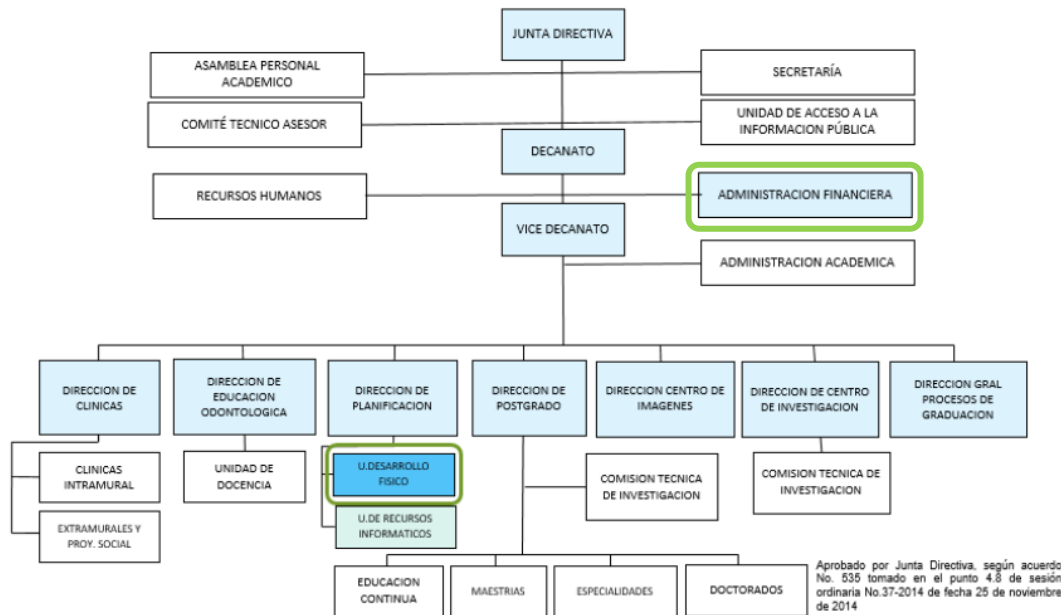 JUNTA DIRECTIVA
ASAMBLEA PERSONAL
ACADEMICO
SECRETARÍA
COMITÉ TECNICO ASESOR
UNIDAD DE ACCESO A LA
INFORMACION PÚBLICA
DECANATO
RECURSOS HUMANOS
ADMINISTRACION FINANCIERA
VICE DECANATO
ADMINISTRACION ACADEMICA
DIRECCION DE
CLINICAS
DIRECCION DE
EDUCACION
ODONTOLOGICA
DIRECCION DE
PLANIFICACION
DIRECCION DE
POSTGRADO
DIRECCION CENTRO DE
IMAGENES
DIRECCION DE CENTRO
DE INVESTIGACION
DIRECCION GRAL
PROCESOS DE
GRADUACION
CLINICAS
INTRAMURAL
UNIDAD DE
DOCENCIA
U.DESARROLLO
FISICO
COMISION TECNICA
DE INVESTIGACION
COMISION TECNICA DE
INVESTIGACION
EXTRAMURALES Y
PROY. SOCIAL
U.DE RECURSOS
INFORMATICOS
EDUCACION
CONTINUA
MAESTRIAS
ESPECIALIDADES
DOCTORADOS
Aprobado por Junta Directiva, según acuerdo
No. 535 tomado en el punto 4.8 de sesión
ordinaria No.37-2014 de fecha 25 de noviembre
de 2014